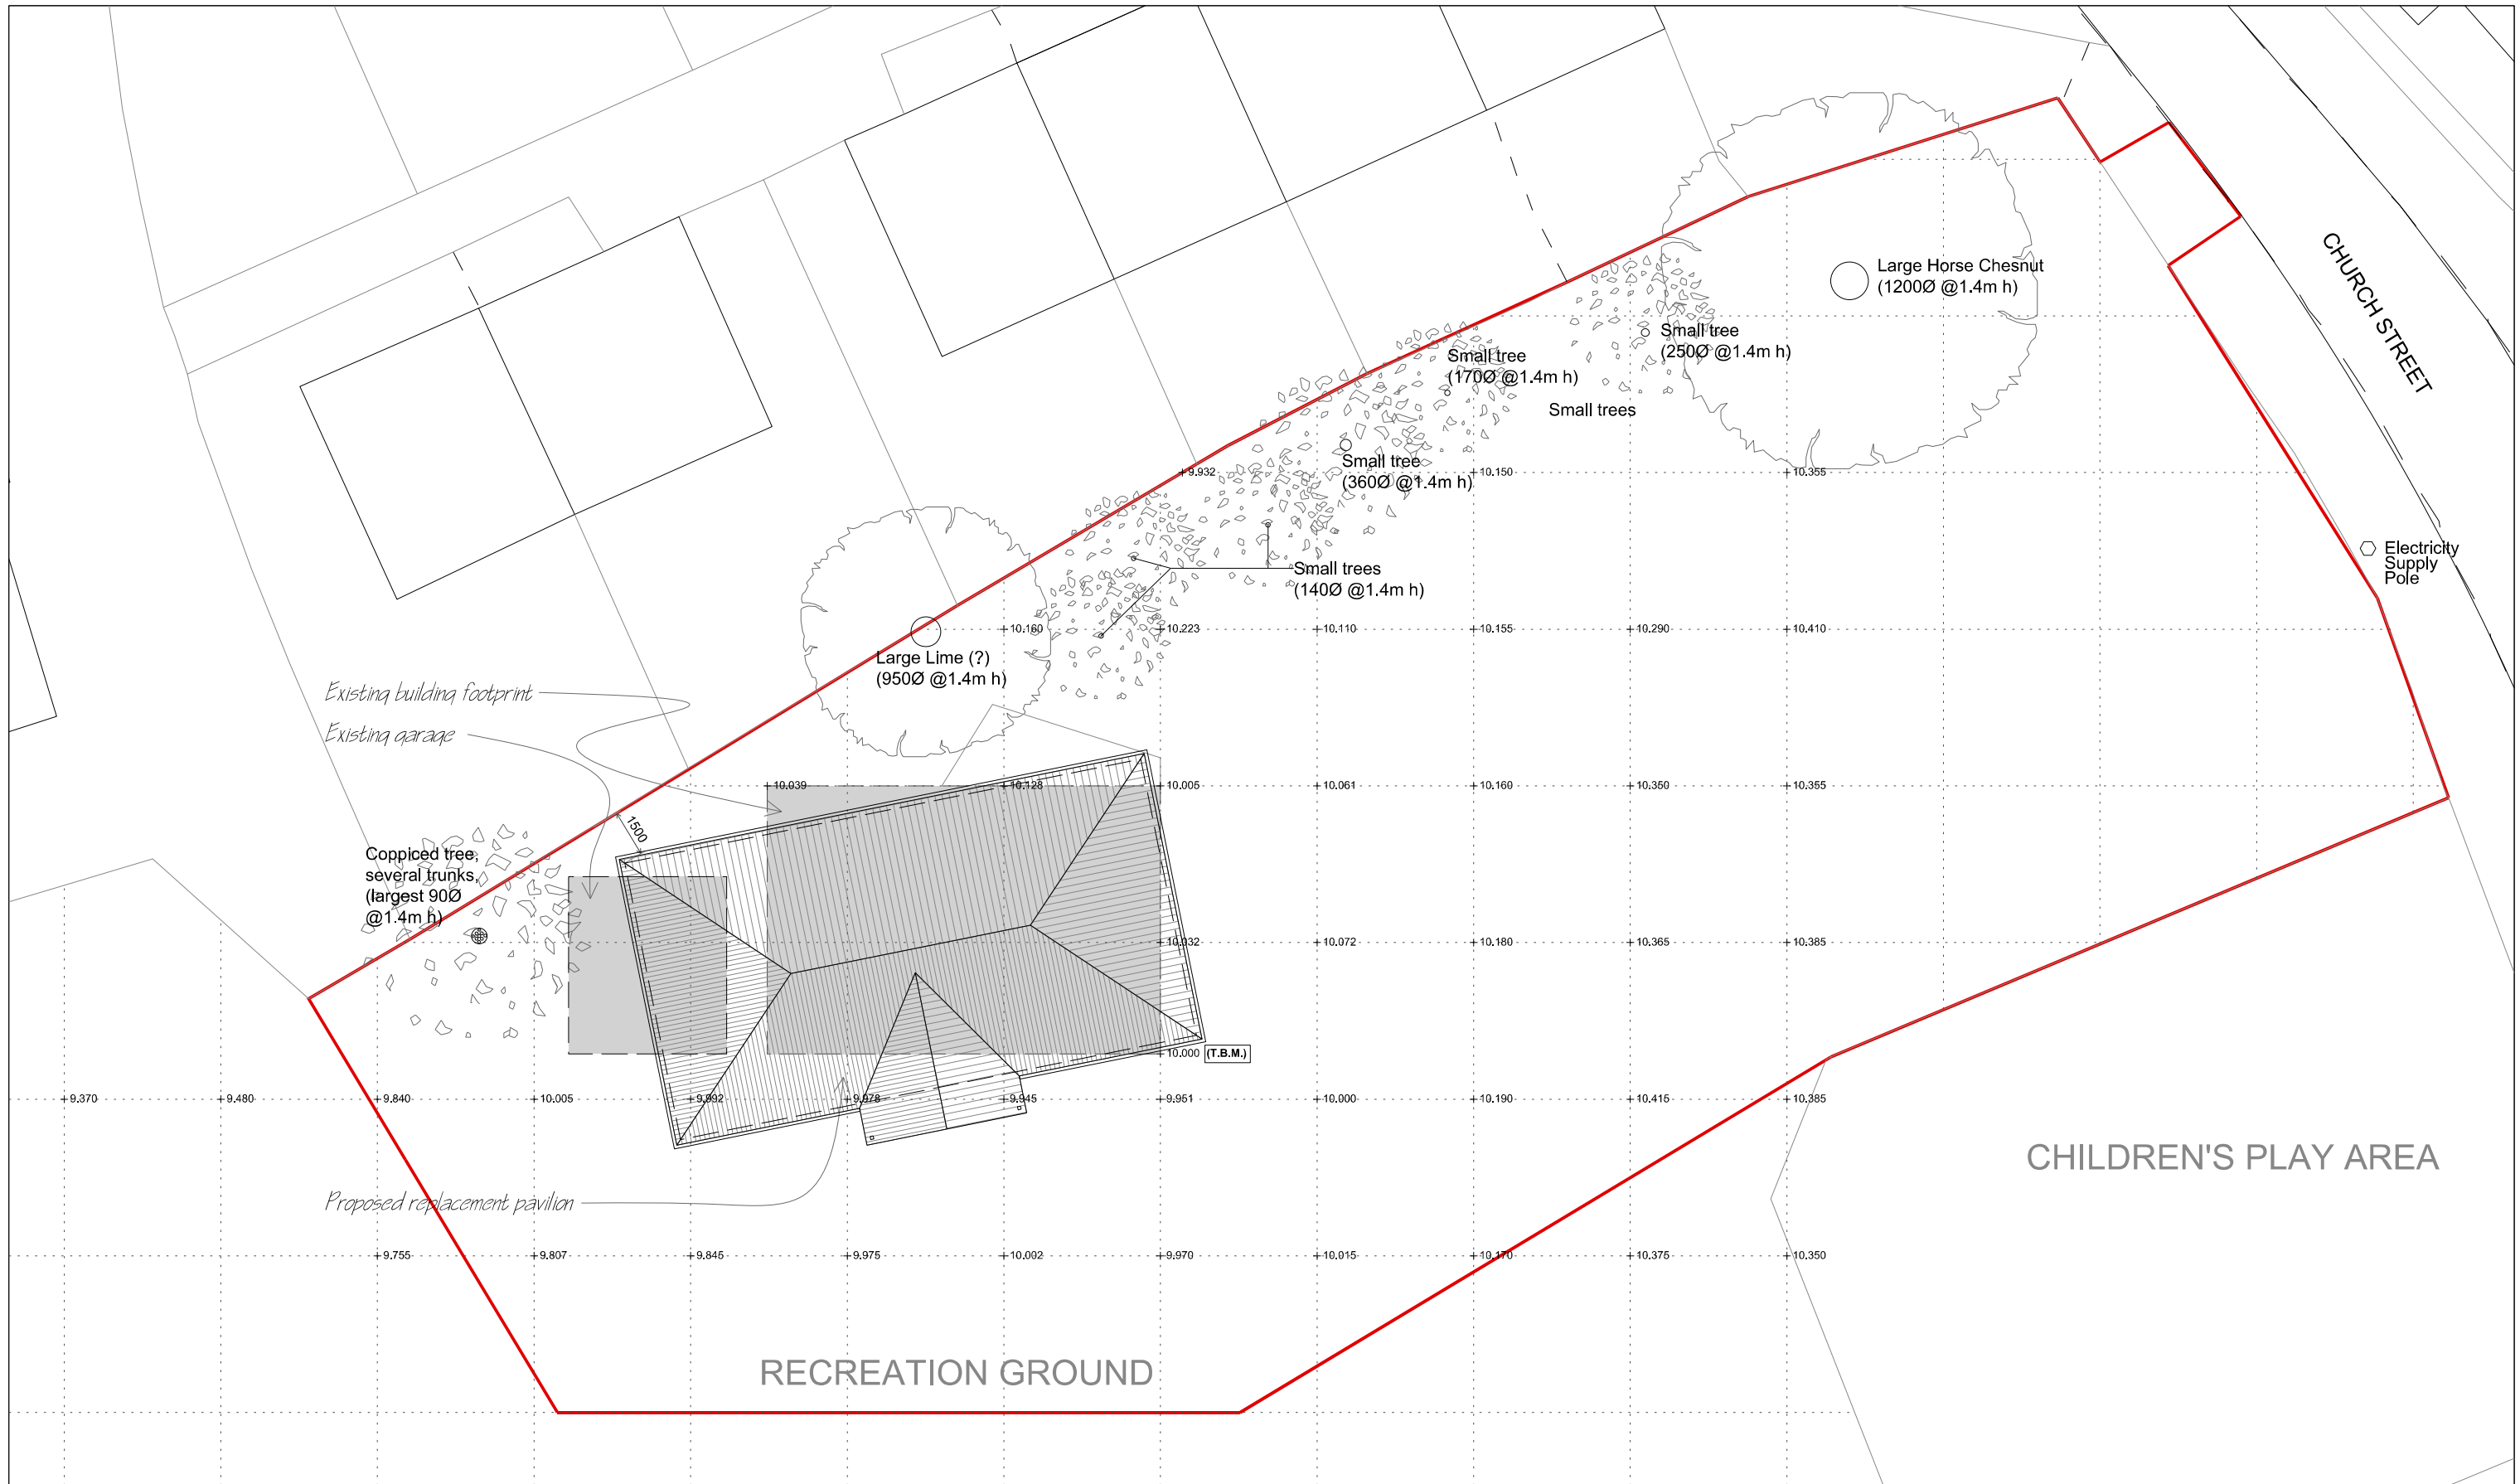 CHURCH STREET
Large Horse Chesnut
(1200Ø @1.4m h)
Small tree
(250Ø @1.4m h)
Small tree
(170Ø @1.4m h)
Small trees
Small tree
(360Ø @1.4m h)
9.932
10.150
10.355
Electricity
Supply
Pole
Small trees
(140Ø @1.4m h)
10.160
10.223
10.110
10.155
10.290
10.410
Large Lime (?)
(950Ø @1.4m h)
Existing building footprint
Existing garage
10.039
10.128
10.005
10.061
10.160
10.350
10.355
1500
Coppiced tree,
several trunks,
(largest 90Ø
@1.4m h)
10.032
10.072
10.180
10.365
10.385
10.000 (T.B.M.)
9.370
9.480
9.840
10.005
9.992
9.978
9.945
9.951
10.000
10.190
10.415
10.385
CHILDREN'S PLAY AREA
Proposed replacement pavilion
9.755
9.807
9.845
9.975
10.002
9.970
10.015
10.170
10.375
10.350
RECREATION GROUND